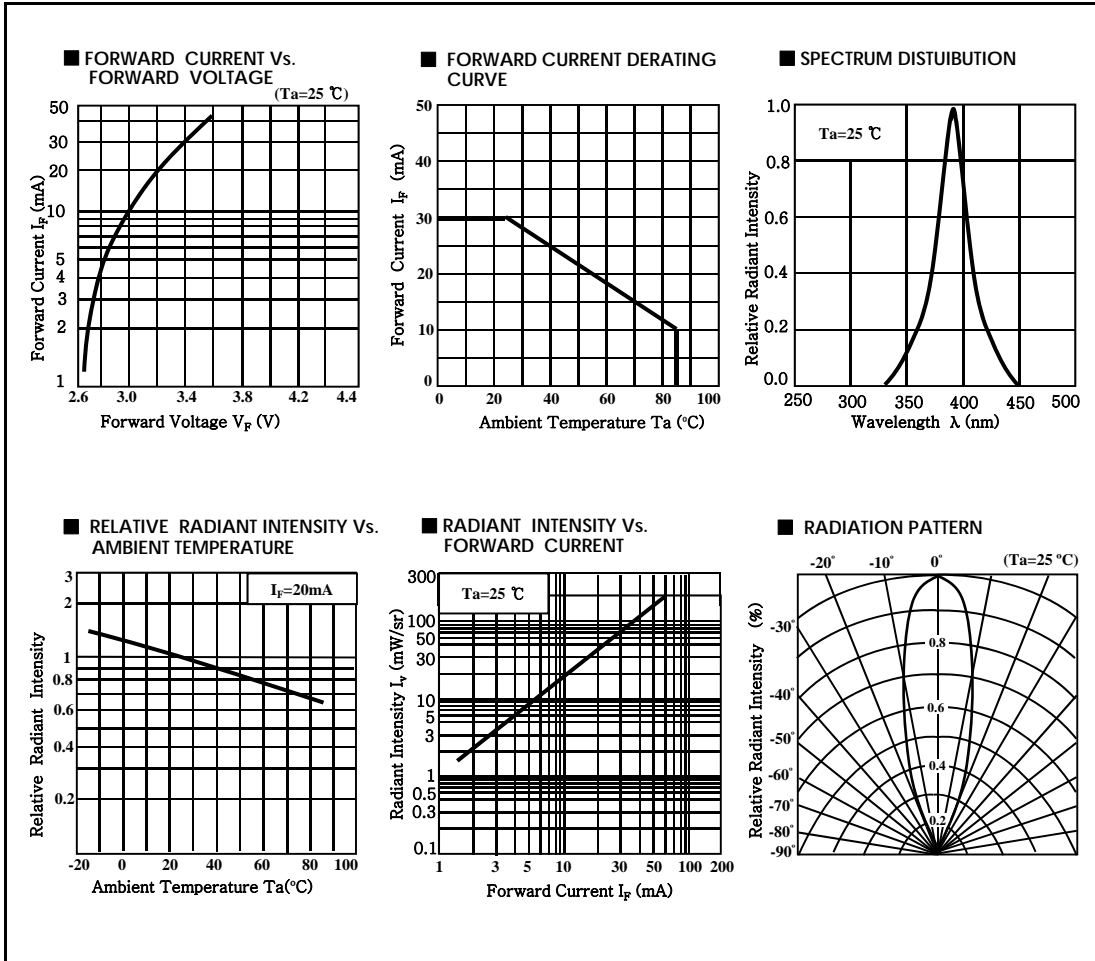 ■ FORWARD CURRENT Vs.
FORWARD VOLTAGE
(Ta=25 ℃)
50
30
20
10
5
4
3
2
1
Forward Current I_F (mA)
2.6 3.0 3.4 3.8 4.2 4.4
Forward Voltage V_F (V)
■ FORWARD CURRENT DERATING
CURVE
50
40
30
20
10
0
Forward Current I_F (mA)
0 20 40 60 80 100
Ambient Temperature Ta (°C)
■ SPECTRUM DISTUIBUTION
Ta=25 ℃
1.0
0.8
0.6
0.4
0.2
0.0
Relative Radiant Intensity
250 300 350 400 450 500
Wavelength λ (nm)
■ RELATIVE RADIANT INTENSITY Vs.
AMBIENT TEMPERATURE
I_F=20mA
3
2
1
0.8
0.6
0.4
0.2
Relative Radiant Intensity
-20 0 20 40 60 80 100
Ambient Temperature Ta(°C)
■ RADIANT INTENSITY Vs.
FORWARD CURRENT
Ta=25 ℃
300
100
50
30
10
5
3
1
0.5
0.3
0.1
Radiant Intensity I_v (mW/sr)
1 3 5 10 30 50 100 200
Forward Current I_F (mA)
■ RADIATION PATTERN
-20° -10° 0° (Ta=25 ºC)
-30°
-40°
-50°
-60°
-70°
-80°
-90°
0.8
0.6
0.4
0.2
Relative Radiant Intensity (%)